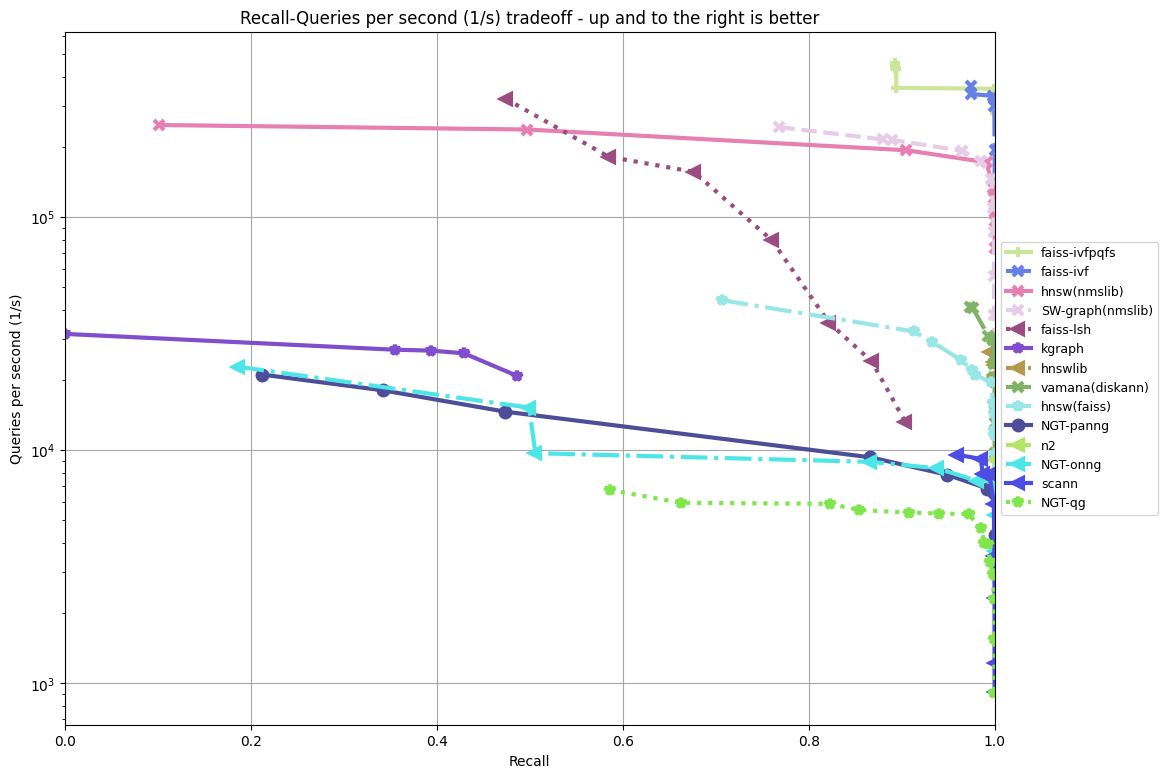 Recall-Queries per second (1/s) tradeoff - up and to the right is better
Queries per second (1/s)
10^5
10^4
10^3
0.0 0.2 0.4 0.6 0.8 1.0
Recall
faiss-ivfpqfs
faiss-ivf
hnsw(nmslib)
SW-graph(nmslib)
faiss-lsh
kgraph
hnswlib
vamana(diskann)
hnsw(faiss)
NGT-panng
n2
NGT-onng
scann
NGT-qg